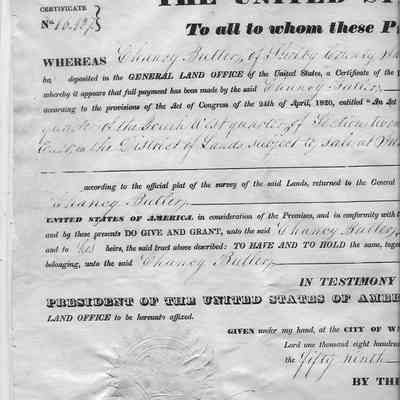 CERTIFICATE
THE UNITED ST
No
To all to whom these P
WHEREAS Chancy Butler, of Shelby County
ha deposited in the GENERAL LAND OFFICE of the United States, a Certificate of the
whereby it appears that full payment has been made by the said Chancy Butler
according to the provisions of the Act of Congress of the 24th of April, 1820, entitled "An Act
quarter of the South West quarter of Section
East in the District of Lands subject to sale at
according to the official plat of the survey of the said Lands, returned to the General
Chancy Butler,
UNITED STATES OF AMERICA, in consideration of the Premises, and in conformity with
and by these presents DO GIVE AND GRANT, unto the said Chancy Butler,
and to his heirs, the said tract above described: TO HAVE AND TO HOLD the same, toge
belonging, unto the said Chancy Butler,
IN TESTIMONY
PRESIDENT OF THE UNITED STATES OF AMER
LAND OFFICE to be hereunto affixed.
GIVEN under my hand, at the CITY OF W
Lord one thousand eight hundred
the fifty ninth
BY THE